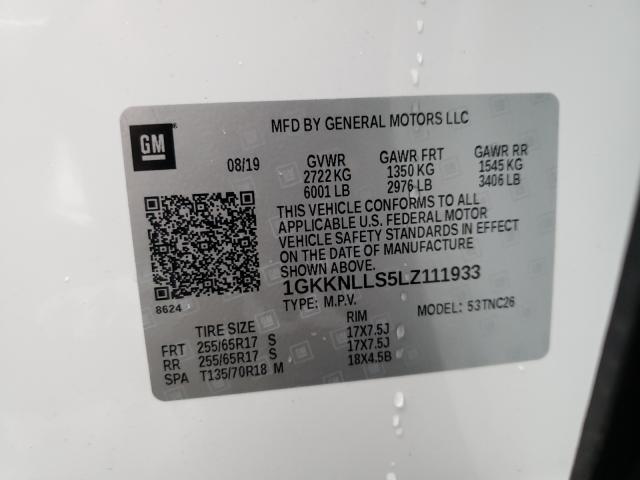 GM
MFD BY GENERAL MOTORS LLC
08/19 GVWR GAWR FRT GAWR RR
2722 KG 1350 KG 1545 KG
6001 LB 2976 LB 3406 LB
THIS VEHICLE CONFORMS TO ALL
APPLICABLE U.S. FEDERAL MOTOR
VEHICLE SAFETY STANDARDS IN EFFECT
ON THE DATE OF MANUFACTURE
SHOWN ABOVE.
8624
1GKKNLLS5LZ111933
TYPE: M.P.V. MODEL: 53TNC26
TIRE SIZE RIM
FRT 255/65R17 S 17X7.5J
RR 255/65R17 S 17X7.5J
SPA T135/70R18 M 18X4.5B